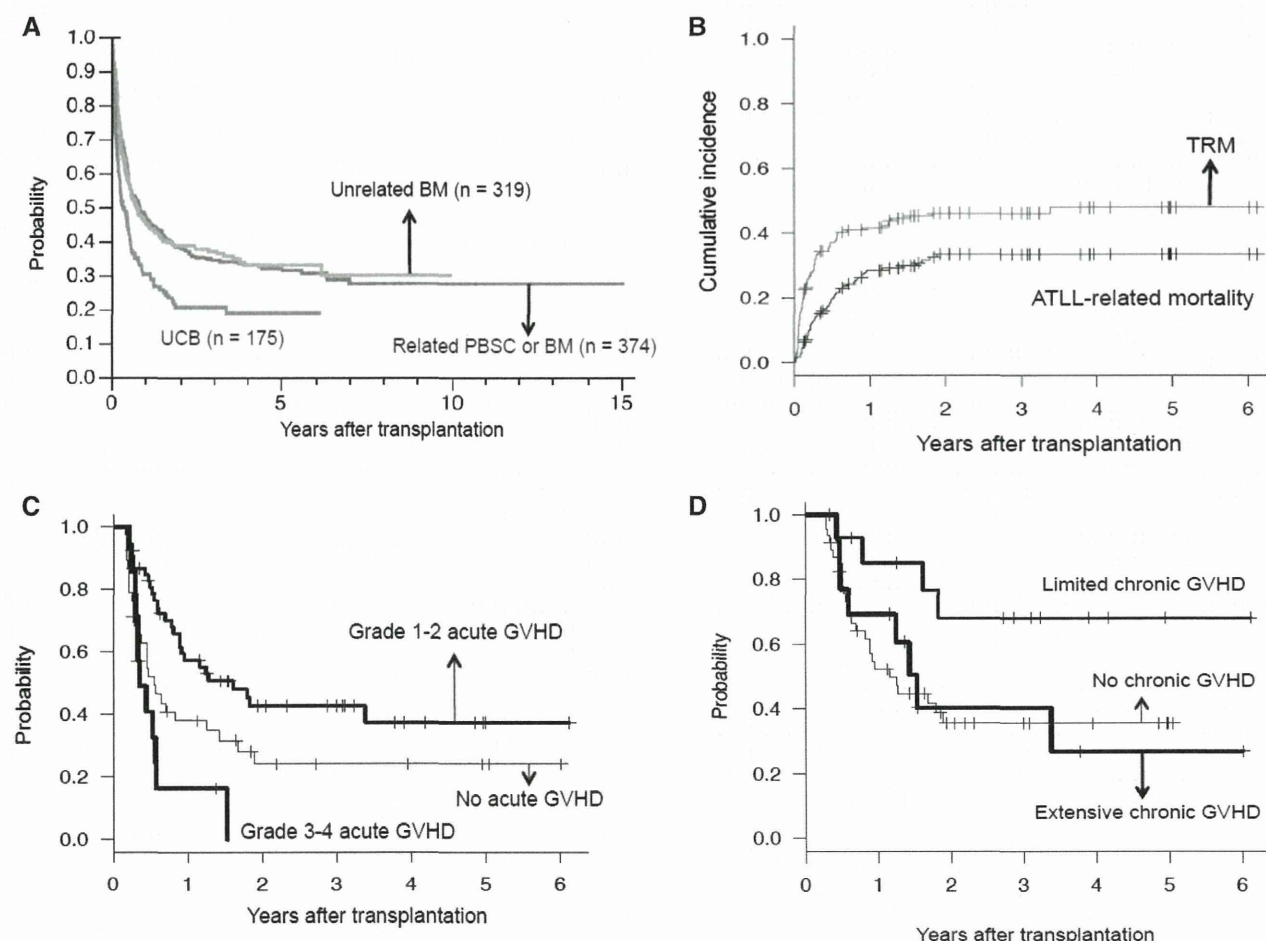 A
1.0
0.9
0.8
0.7
0.6
0.5
0.4
0.3
0.2
0.1
0.0
Probability
Unrelated BM (n = 319)
UCB (n = 175)
Related PBSC or BM (n = 374)
0 5 10 15
Years after transplantation
B
1.0
0.8
0.6
0.4
0.2
0.0
Cumulative incidence
TRM
ATLL-related mortality
0 1 2 3 4 5 6
Years after transplantation
C
1.0
0.8
0.6
0.4
0.2
0.0
Probability
Grade 1-2 acute GVHD
No acute GVHD
Grade 3-4 acute GVHD
0 1 2 3 4 5 6
Years after transplantation
D
1.0
0.8
0.6
0.4
0.2
0.0
Probability
Limited chronic GVHD
No chronic GVHD
Extensive chronic GVHD
0 1 2 3 4 5 6
Years after transplantation